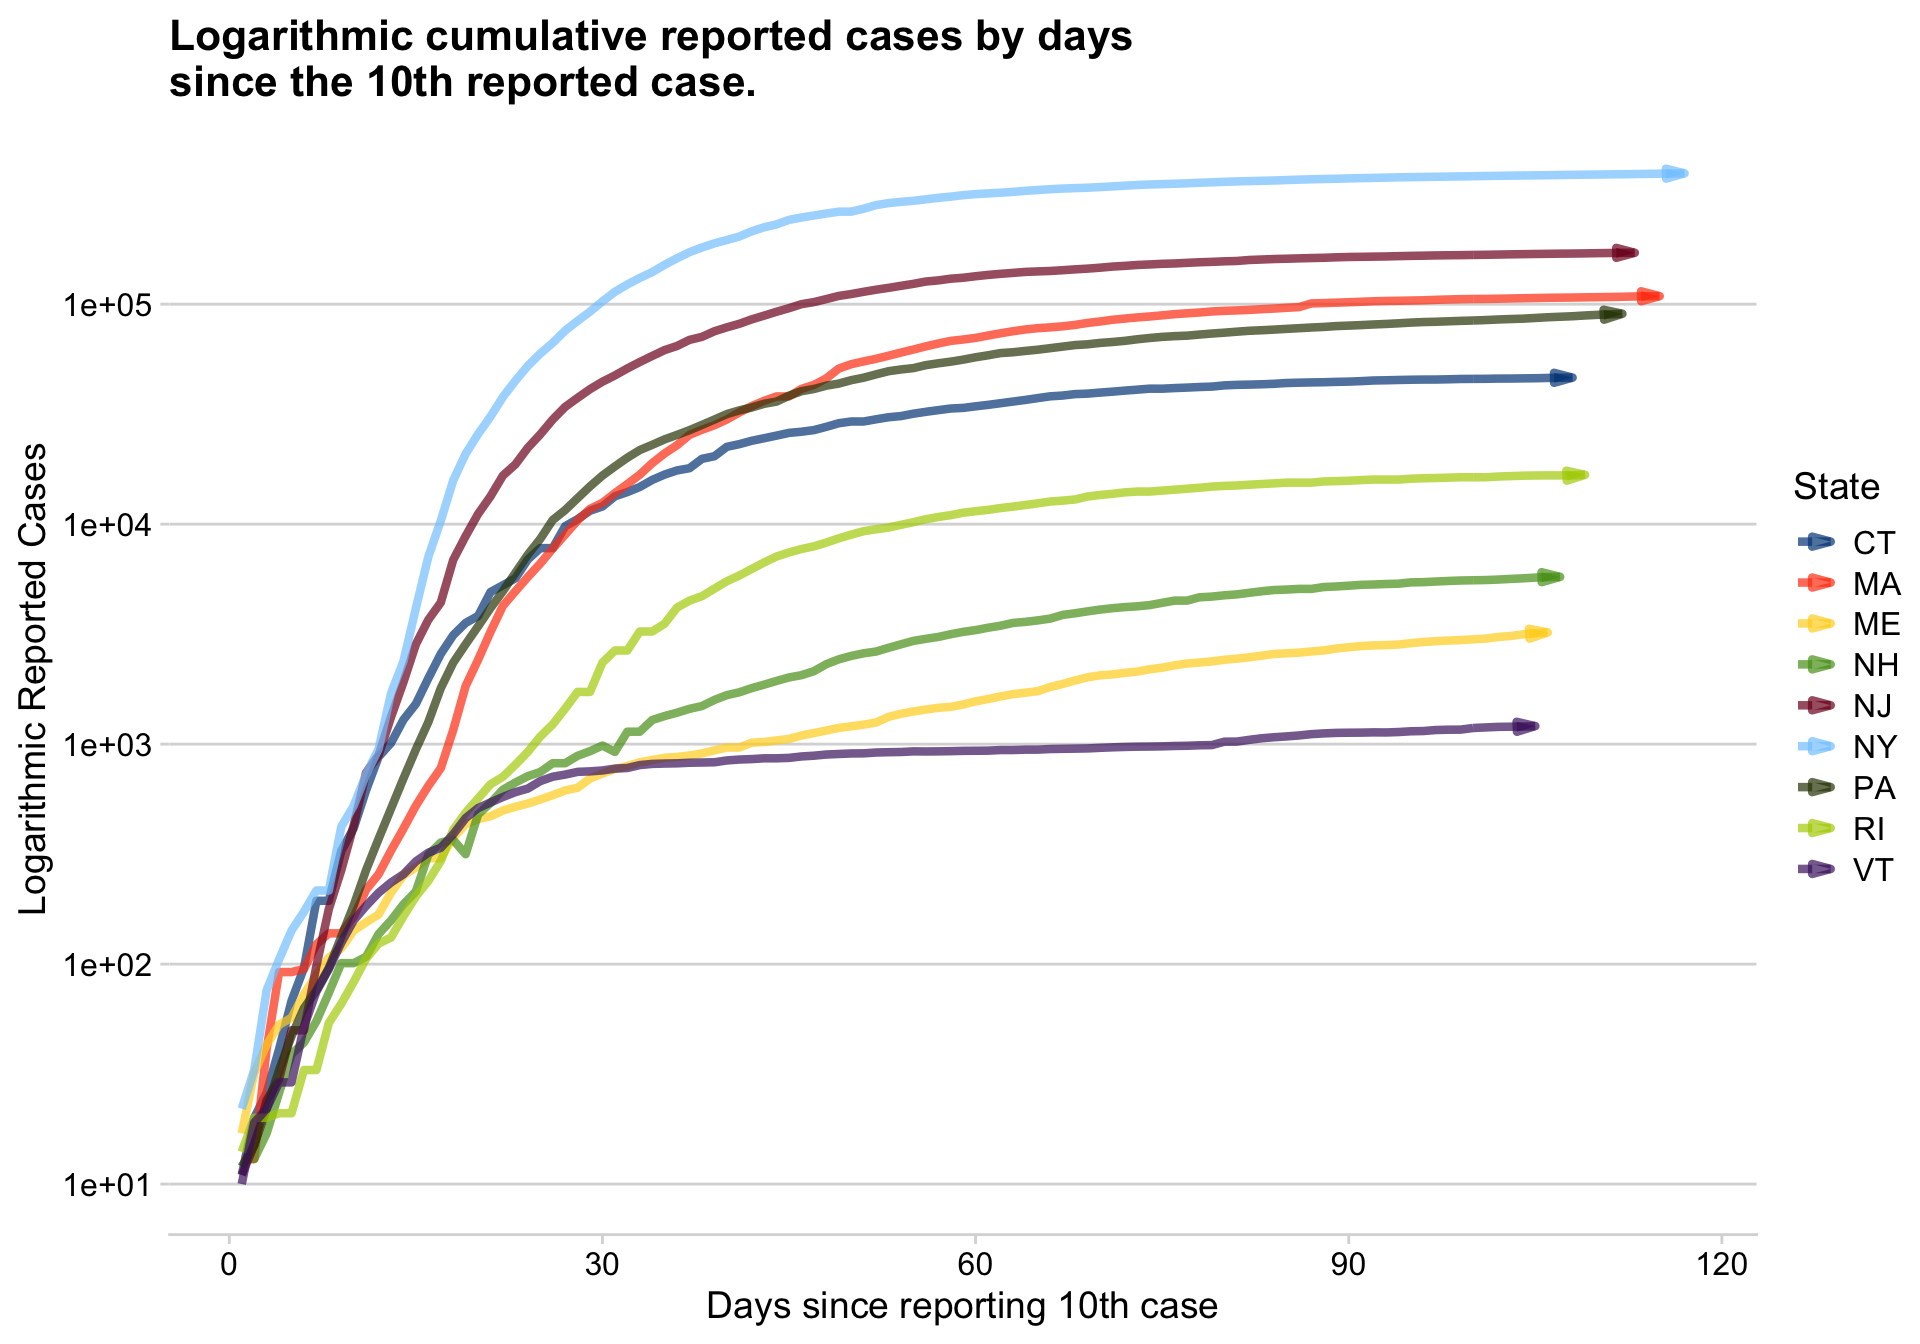 Logarithmic cumulative reported cases by days
since the 10th reported case.
Logarithmic Reported Cases
1e+05
1e+04
1e+03
1e+02
1e+01
0 30 60 90 120
Days since reporting 10th case
State
CT
MA
ME
NH
NJ
NY
PA
RI
VT